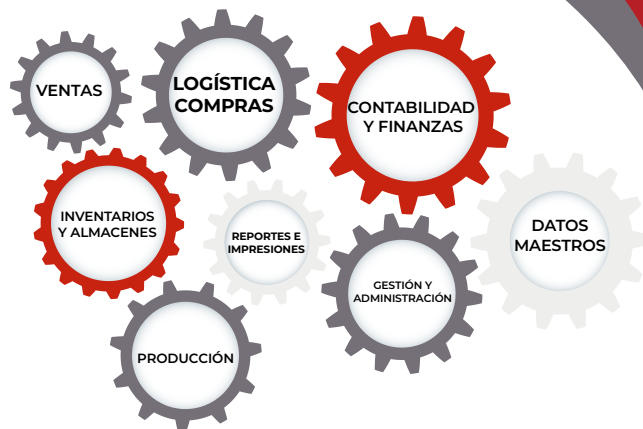 VENTAS
LOGÍSTICA
COMPRAS
CONTABILIDAD
Y FINANZAS
INVENTARIOS
Y ALMACENES
REPORTES E
IMPRESIONES
DATOS
MAESTROS
GESTIÓN Y
ADMINISTRACIÓN
PRODUCCIÓN